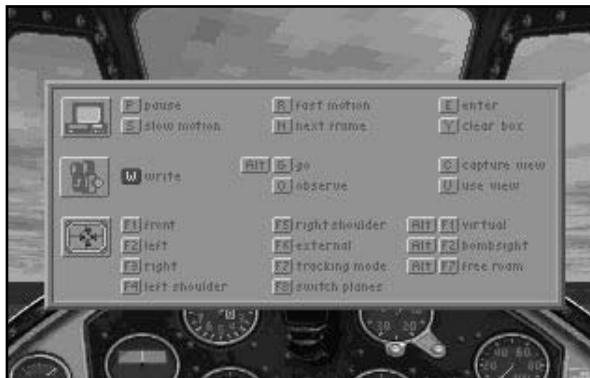 P pause R fast motion E enter
S slow motion N next frame Y clear box
W write Alt G go C capture view
O observe U use view
F1 front F5 right shoulder Alt F1 virtual
F2 left F6 external Alt F2 bombsight
F3 right F7 tracking mode Alt F7 free roam
F4 left shoulder F8 switch planes